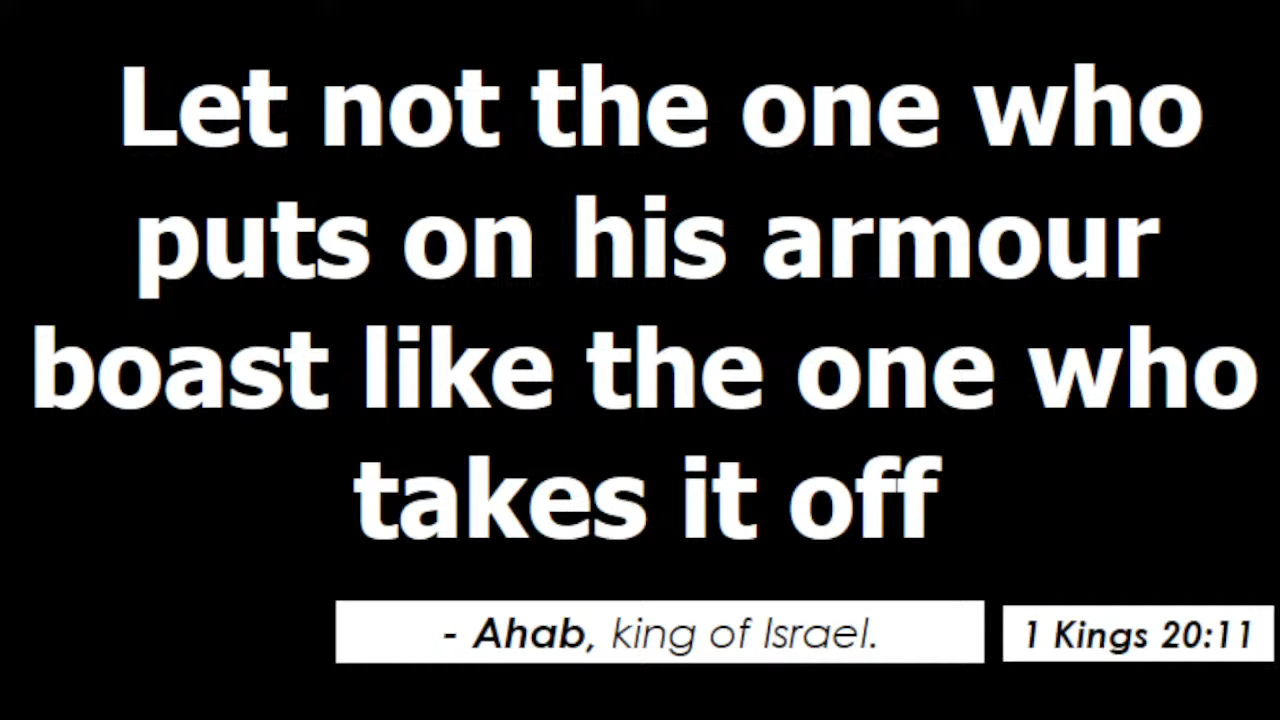 Let not the one who
puts on his armour
boast like the one who
takes it off
- Ahab, king of Israel.
1 Kings 20:11